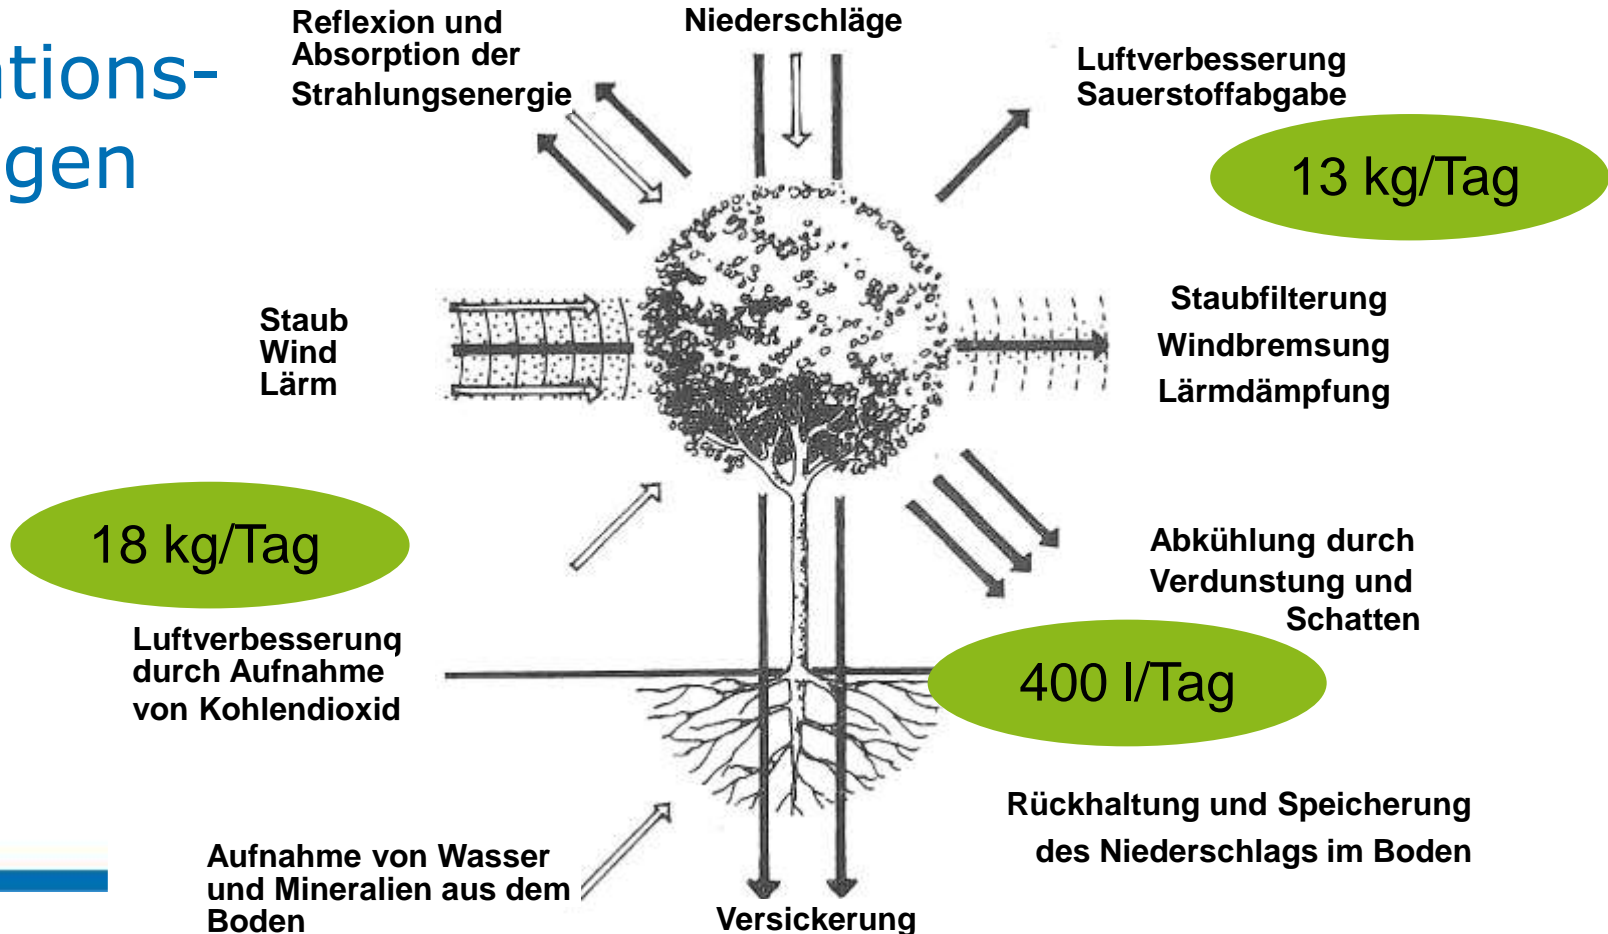 ations-
gen
Reflexion und
Absorption der
Strahlungsenergie
Niederschläge
Luftverbesserung
Sauerstoffabgabe
13 kg/Tag
Staub
Wind
Lärm
Staubfilterung
Windbremsung
Lärmdämpfung
18 kg/Tag
Luftverbesserung
durch Aufnahme
von Kohlendioxid
Abkühlung durch
Verdunstung und
Schatten
400 l/Tag
Rückhaltung und Speicherung
des Niederschlags im Boden
Aufnahme von Wasser
und Mineralien aus dem
Boden
Versickerung